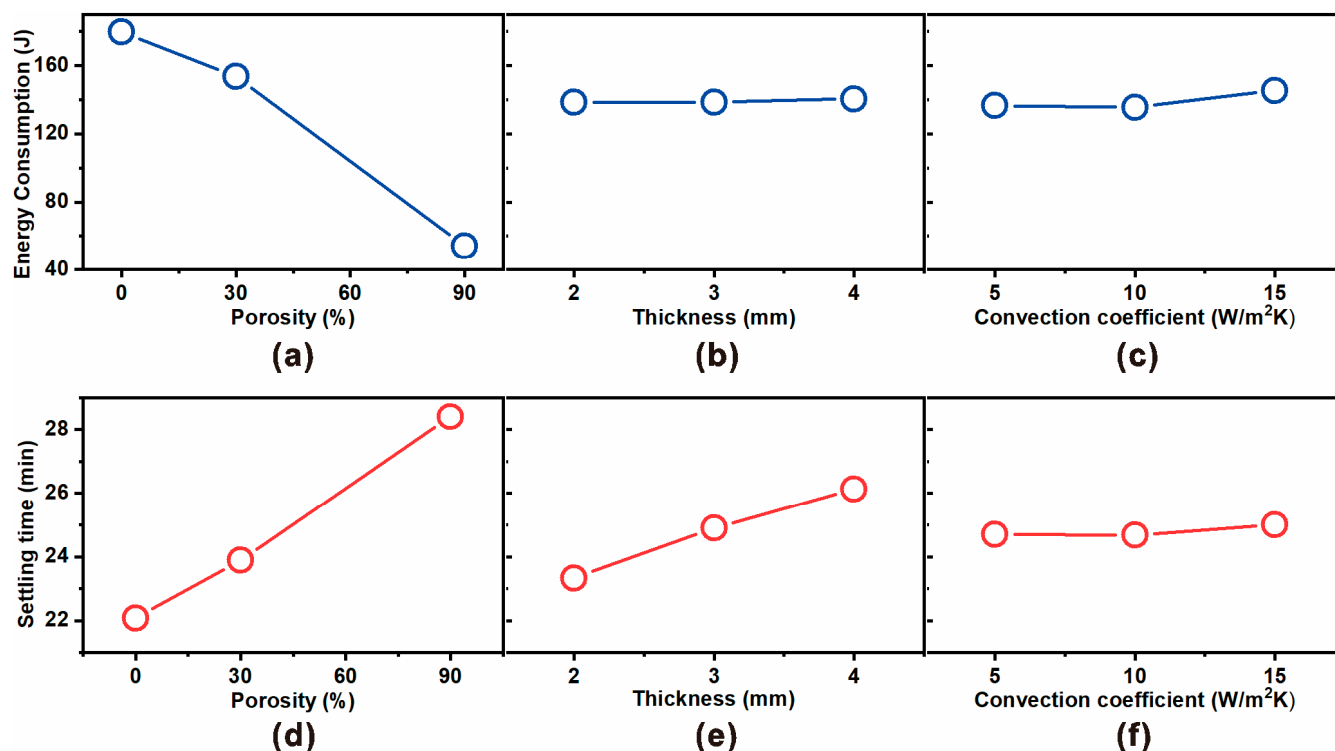 Energy Consumption (J)
160
120
80
40
0 30 60 90
Porosity (%)
(a)
2 3 4
Thickness (mm)
(b)
5 10 15
Convection coefficient (W/m²K)
(c)
Settling time (min)
28
26
24
22
0 30 60 90
Porosity (%)
(d)
2 3 4
Thickness (mm)
(e)
5 10 15
Convection coefficient (W/m²K)
(f)